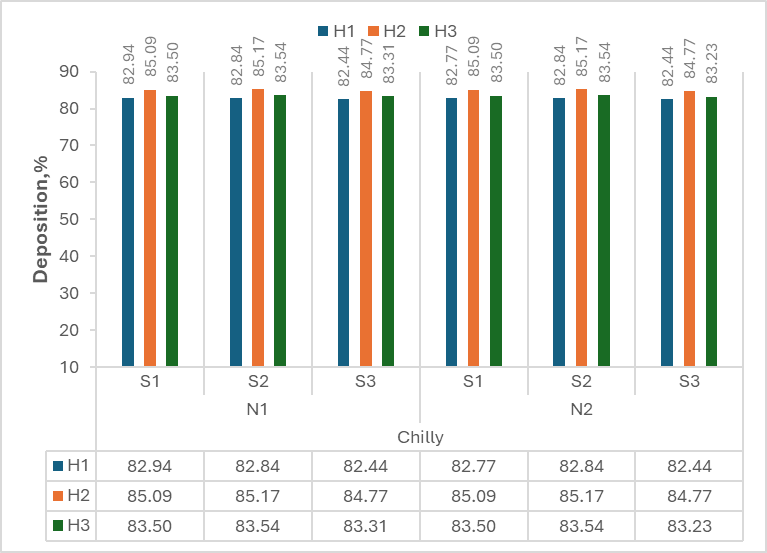 H1 H2 H3
82.94 85.09 83.50 82.84 85.17 83.54 82.44 84.77 83.31 82.77 85.09 83.50 82.84 85.17 83.54 82.44 84.77 83.23
Deposition,%
90
80
70
60
50
40
30
20
10
S1 S2 S3 S1 S2 S3
N1 N2
Chilly
H1 82.94 82.84 82.44 82.77 82.84 82.44
H2 85.09 85.17 84.77 85.09 85.17 84.77
H3 83.50 83.54 83.31 83.50 83.54 83.23